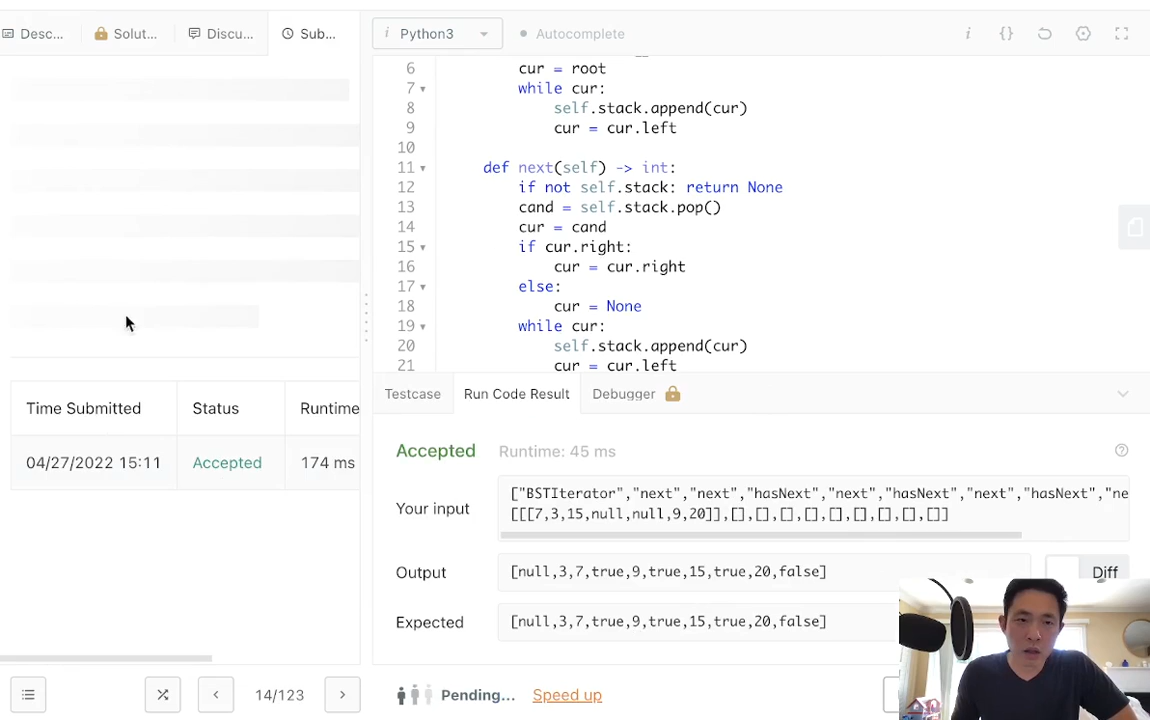 Desc...
Solut...
Discu...
Sub...
Python3
Autocomplete
i
{}
6 cur = root
7 while cur:
8 self.stack.append(cur)
9 cur = cur.left
10
11 def next(self) -> int:
12 if not self.stack: return None
13 cand = self.stack.pop()
14 cur = cand
15 if cur.right:
16 cur = cur.right
17 else:
18 cur = None
19 while cur:
20 self.stack.append(cur)
21 cur = cur.left
Time Submitted Status Runtime
04/27/2022 15:11 Accepted 174 ms
Testcase Run Code Result Debugger
Accepted Runtime: 45 ms
Your input
["BSTIterator","next","next","hasNext","next","hasNext","next","hasNext","ne
[[[7,3,15,null,null,9,20]],[],[],[],[],[],[],[],[],[]]
Output
[null,3,7,true,9,true,15,true,20,false]
Diff
Expected
[null,3,7,true,9,true,15,true,20,false]
14/123
Pending... Speed up